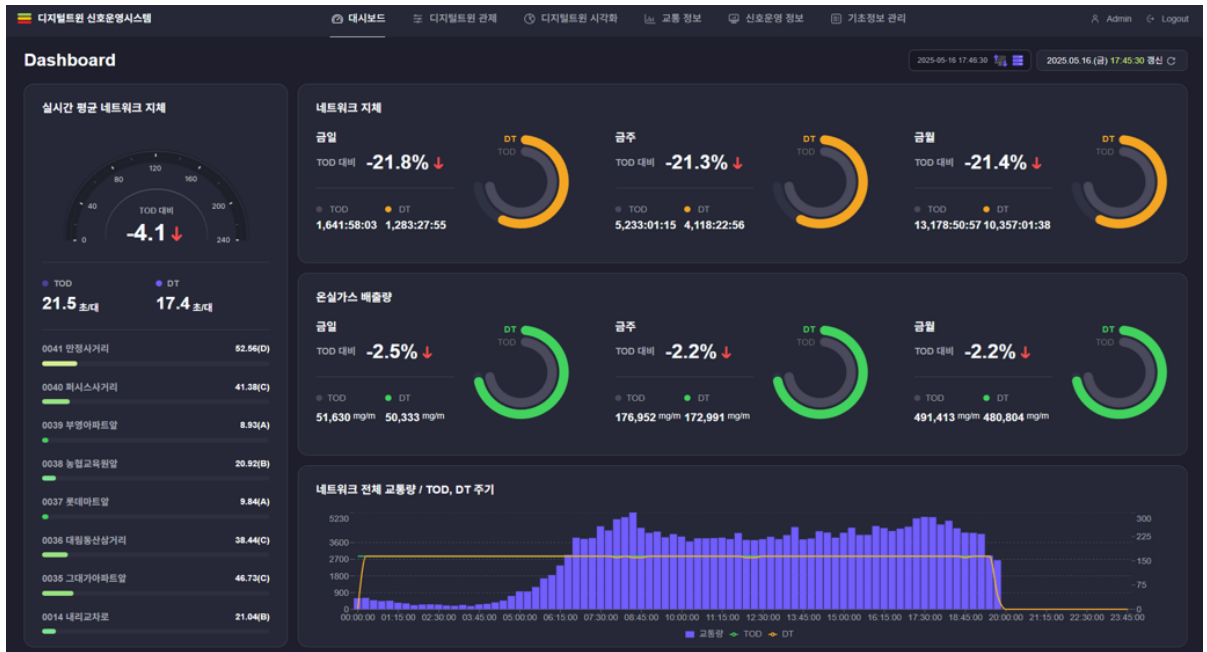 디지털트윈 신호운영시스템
대시보드 디지털트윈 관제 디지털트윈 시각화 교통 정보 신호운영 정보 기초정보 관리
Admin Logout
Dashboard
2025-05-16 17:46:30
2025.05.16.(금) 17:45:30 갱신
실시간 평균 네트워크 지체
0 40 80 120 160 200 240
TOD 대비
-4.1
TOD DT
21.5 초/대 17.4 초/대
0041 만정사거리 52.56(D)
0040 퍼시스사거리 41.38(C)
0039 부영아파트앞 8.93(A)
0038 농협교육원앞 20.92(B)
0037 롯데마트앞 9.84(A)
0036 대림동산삼거리 38.44(C)
0035 그대가아파트앞 46.73(C)
0014 내리교차로 21.04(B)
네트워크 지체
금일
TOD 대비 -21.8%
TOD DT
1,641:58:03 1,283:27:55
DT
TOD
금주
TOD 대비 -21.3%
TOD DT
5,233:01:15 4,118:22:56
DT
TOD
금월
TOD 대비 -21.4%
TOD DT
13,178:50:57 10,357:01:38
DT
TOD
온실가스 배출량
금일
TOD 대비 -2.5%
TOD DT
51,630 mg/m 50,333 mg/m
DT
TOD
금주
TOD 대비 -2.2%
TOD DT
176,952 mg/m 172,991 mg/m
DT
TOD
금월
TOD 대비 -2.2%
TOD DT
491,413 mg/m 480,804 mg/m
DT
TOD
네트워크 전체 교통량 / TOD, DT 주기
5230
3600
2700
1800
900
0
300
225
150
75
0
00:00:00 01:15:00 02:30:00 03:45:00 05:00:00 06:15:00 07:30:00 08:45:00 10:00:00 11:15:00 12:30:00 13:45:00 15:00:00 16:15:00 17:30:00 18:45:00 20:00:00 21:15:00 22:30:00 23:45:00
교통량 TOD DT